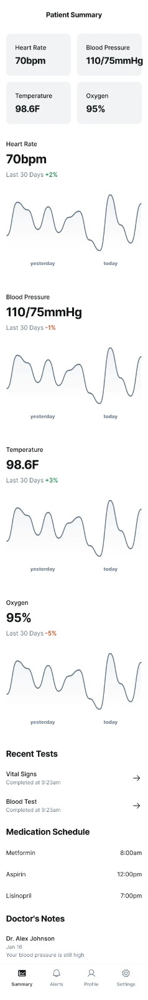 Patient Summary
Heart Rate
70bpm
Blood Pressure
110/75mmHg
Temperature
98.6F
Oxygen
95%
Heart Rate
70bpm
Last 30 Days +2%
yesterday today
Blood Pressure
110/75mmHg
Last 30 Days -1%
yesterday today
Temperature
98.6F
Last 30 Days +3%
yesterday today
Oxygen
95%
Last 30 Days -5%
yesterday today
Recent Tests
Vital Signs
Completed at 9:23am
Blood Test
Completed at 9:23am
Medication Schedule
Metformin 8:00am
Aspirin 12:00pm
Lisinopril 7:00pm
Doctor's Notes
Dr. Alex Johnson
Jan 16
Your blood pressure is still high
Summary Alerts Profile Settings